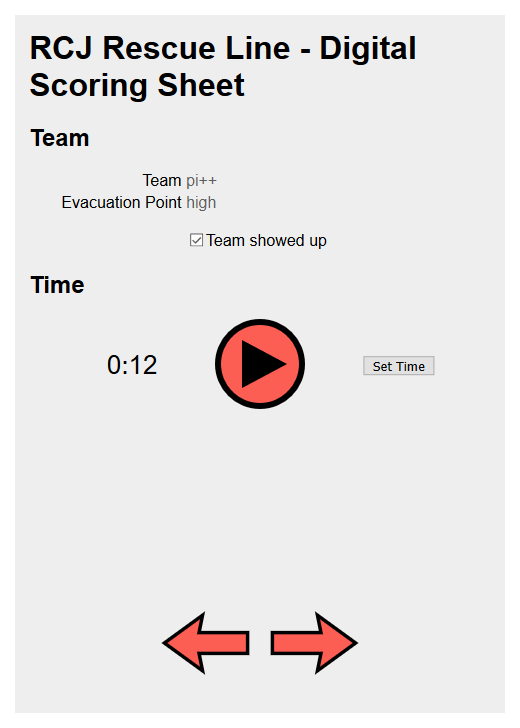 RCJ Rescue Line - Digital
Scoring Sheet
Team
Team pi++
Evacuation Point high
Team showed up
Time
0:12
Set Time